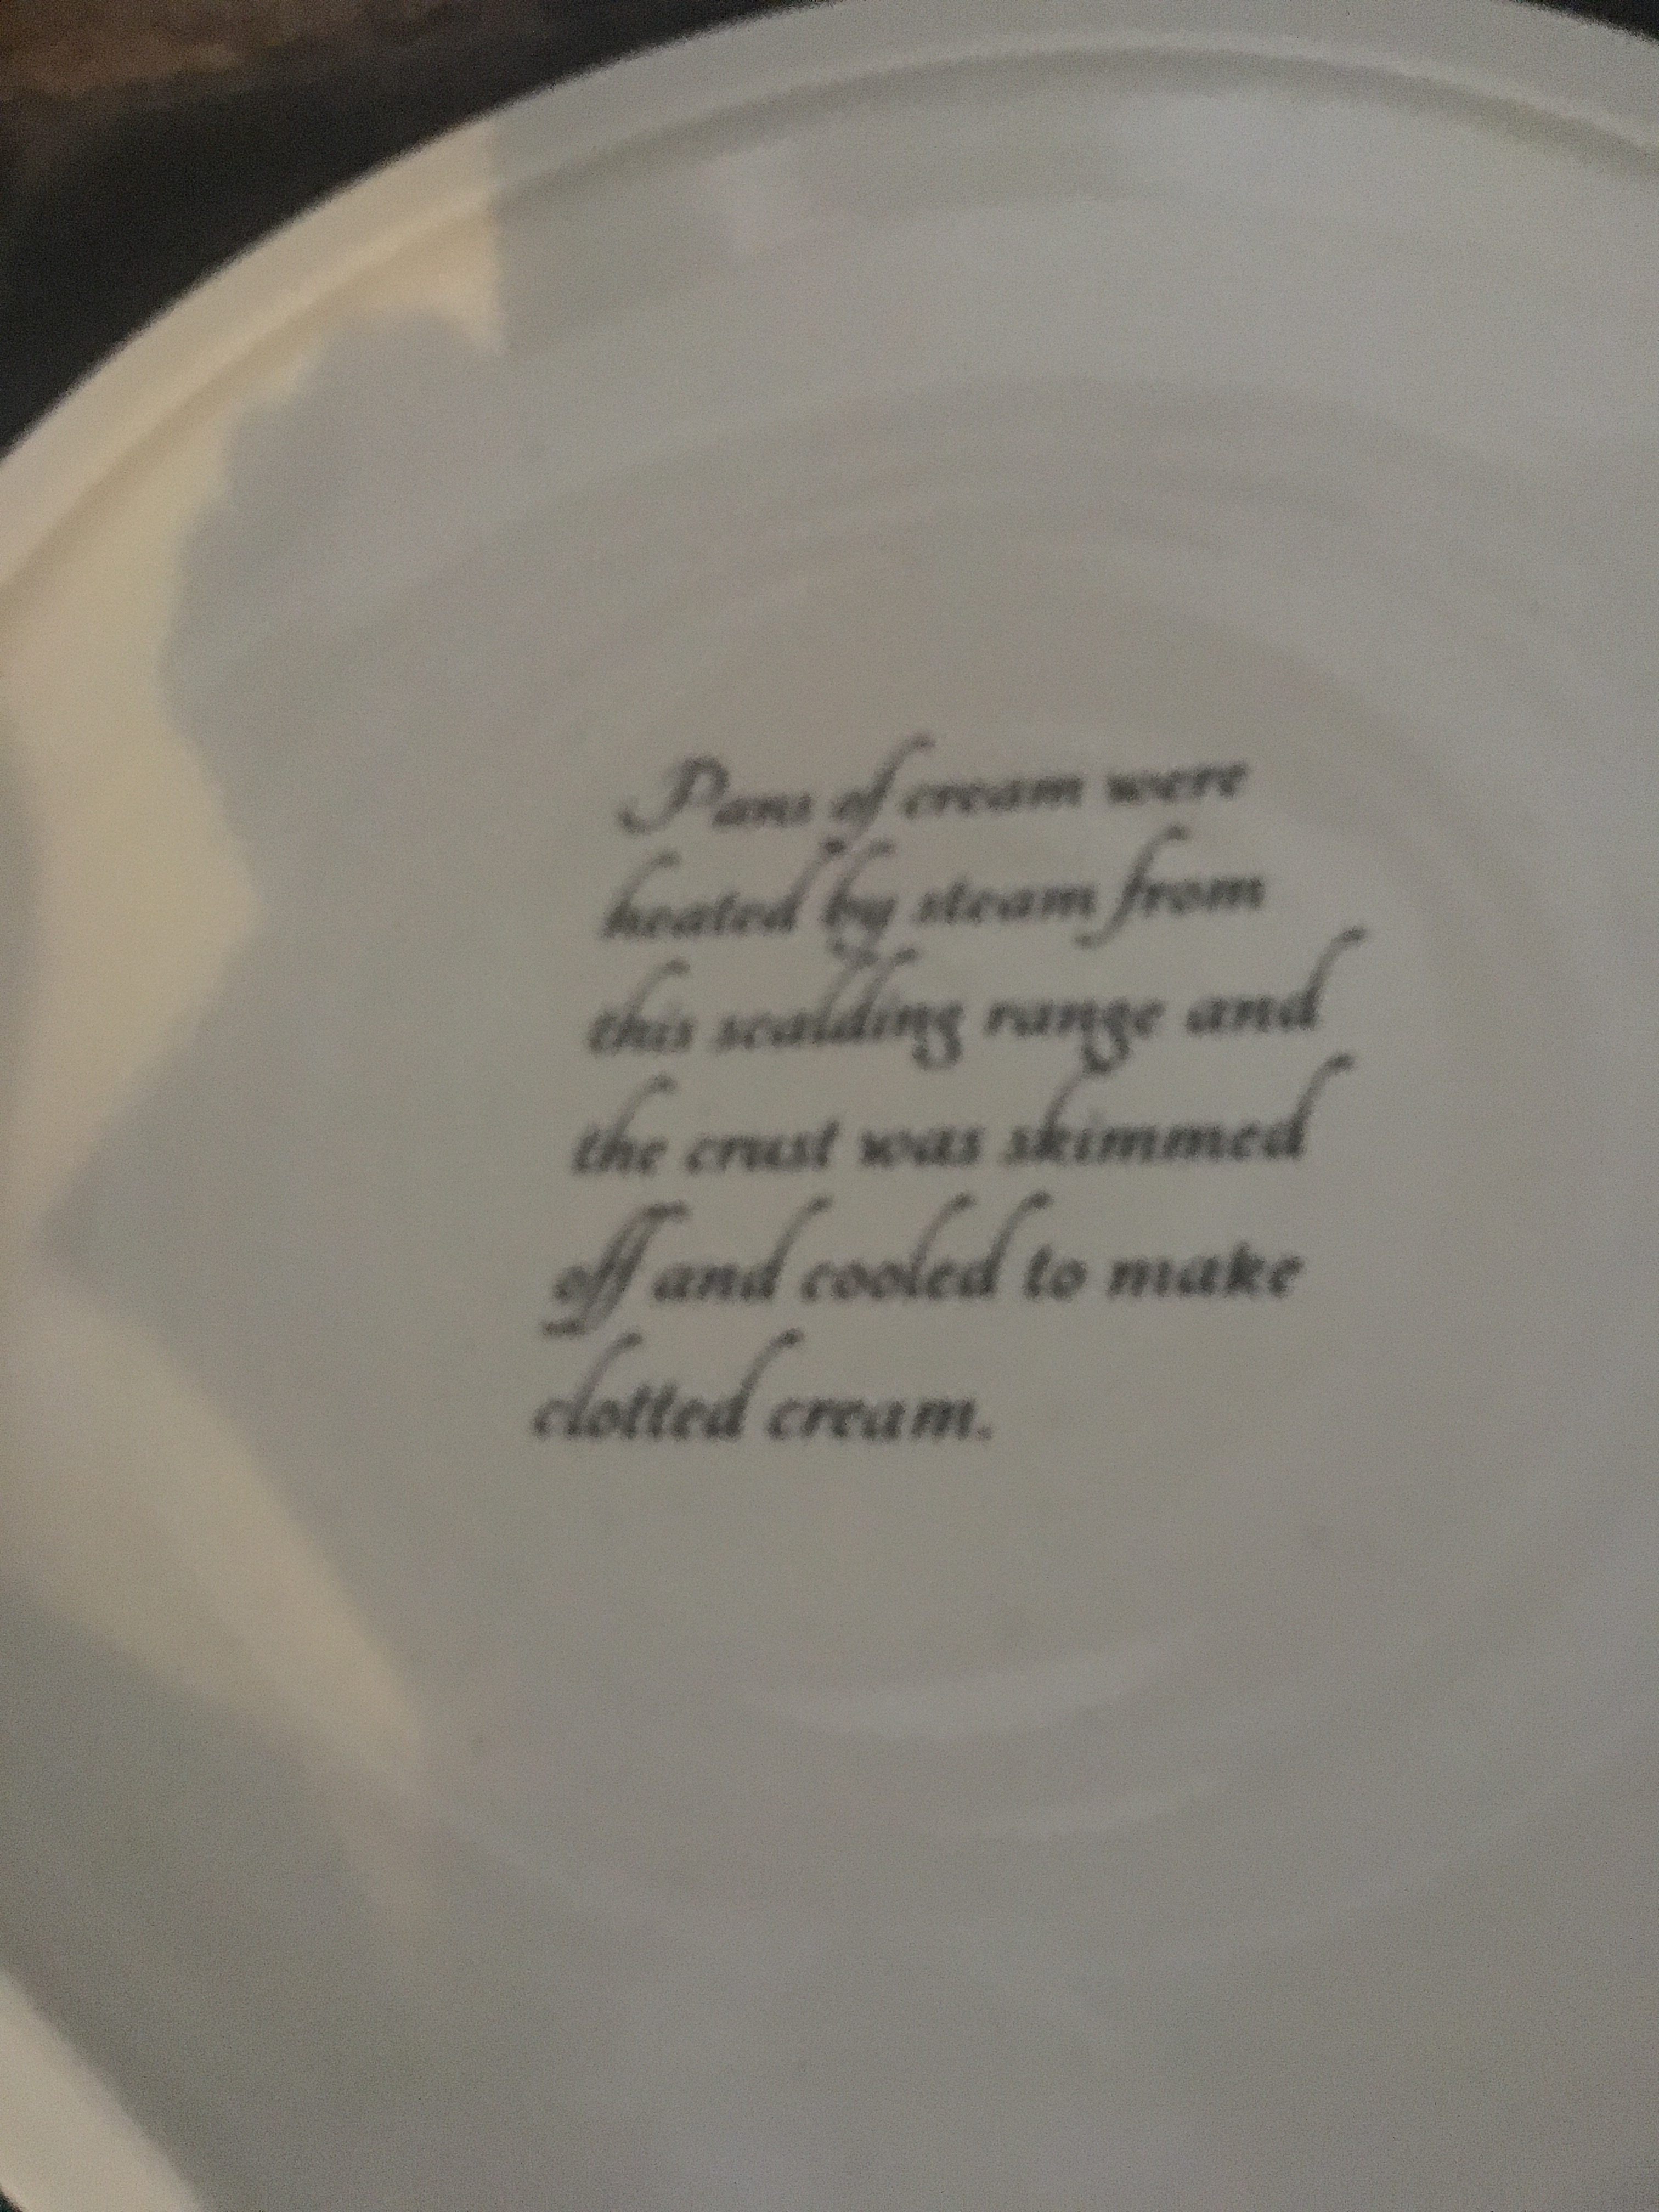 Pans of cream were
heated by steam from
this scalding range and
the crust was skimmed
off and cooled to make
clotted cream.